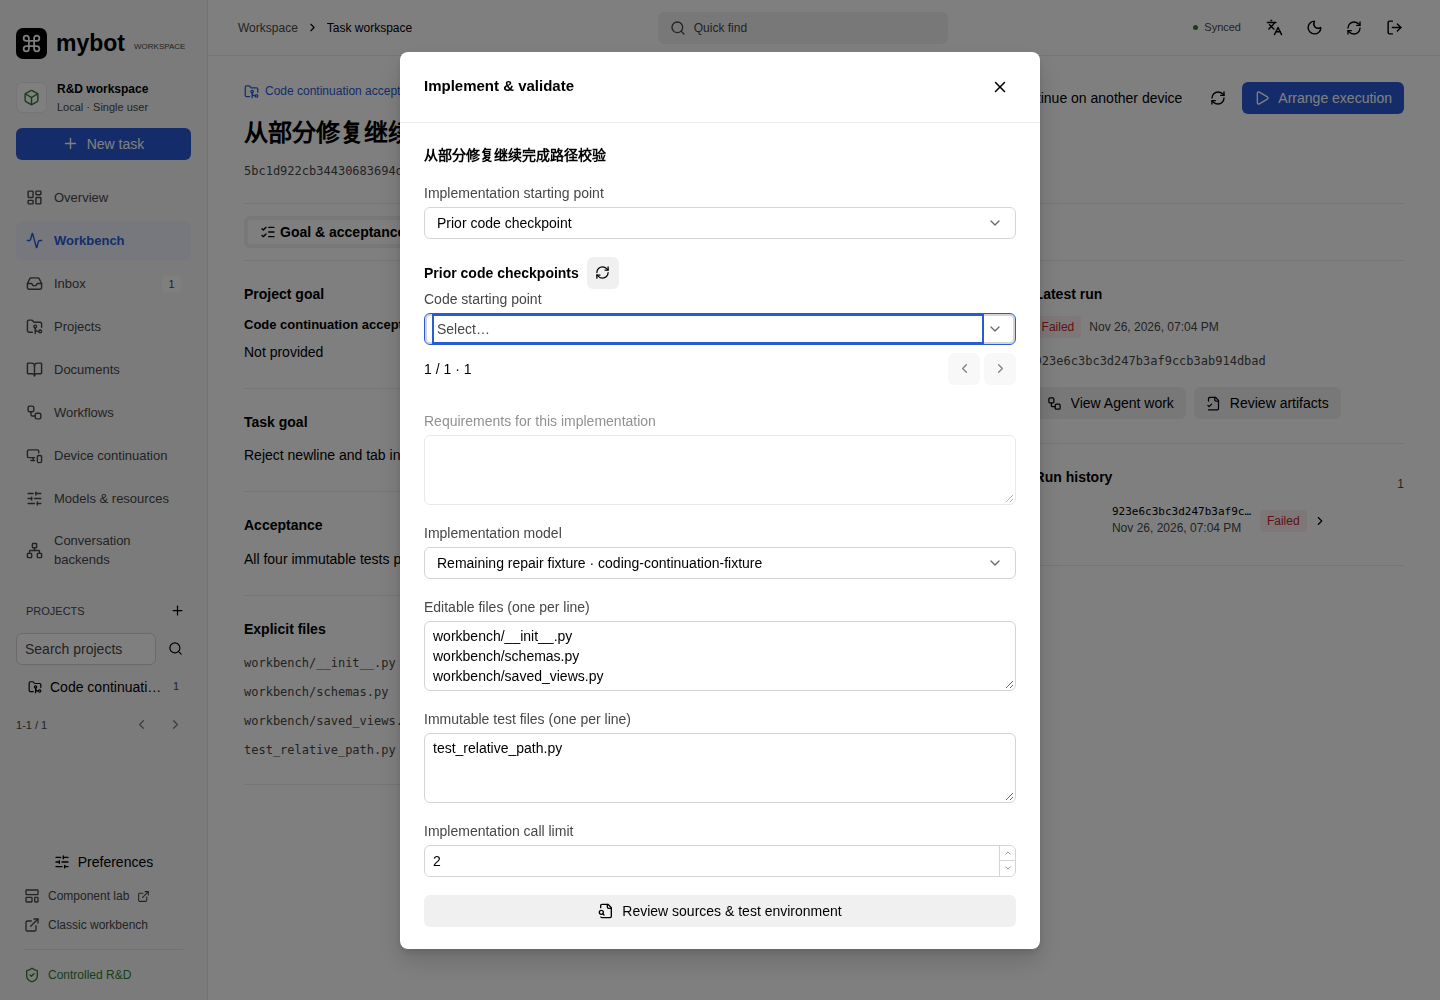 mybot WORKSPACE
R&D workspace
Local · Single user
New task
Overview
Workbench
Inbox 1
Projects
Documents
Workflows
Device continuation
Models & resources
Conversation
backends
PROJECTS
Search projects
Code continuati… 1
1-1 / 1
Preferences
Component lab
Classic workbench
Controlled R&D
Workspace > Task workspace
Quick find
Synced
Code continuation accept
tinue on another device
Arrange execution
从部分修复继续
5bc1d922cb34430683694c
Goal & acceptance
Project goal
Code continuation accept
Not provided
Task goal
Reject newline and tab in
Acceptance
All four immutable tests p
Explicit files
workbench/__init__.py
workbench/schemas.py
workbench/saved_views.
test_relative_path.py
Implement & validate
从部分修复继续完成路径校验
Implementation starting point
Prior code checkpoint
Prior code checkpoints
Code starting point
Select…
1 / 1 · 1
Requirements for this implementation
Implementation model
Remaining repair fixture · coding-continuation-fixture
Editable files (one per line)
workbench/__init__.py
workbench/schemas.py
workbench/saved_views.py
Immutable test files (one per line)
test_relative_path.py
Implementation call limit
2
Review sources & test environment
Latest run
Failed Nov 26, 2026, 07:04 PM
923e6c3bc3d247b3af9ccb3ab914dbad
View Agent work
Review artifacts
Run history 1
923e6c3bc3d247b3af9c…
Nov 26, 2026, 07:04 PM
Failed